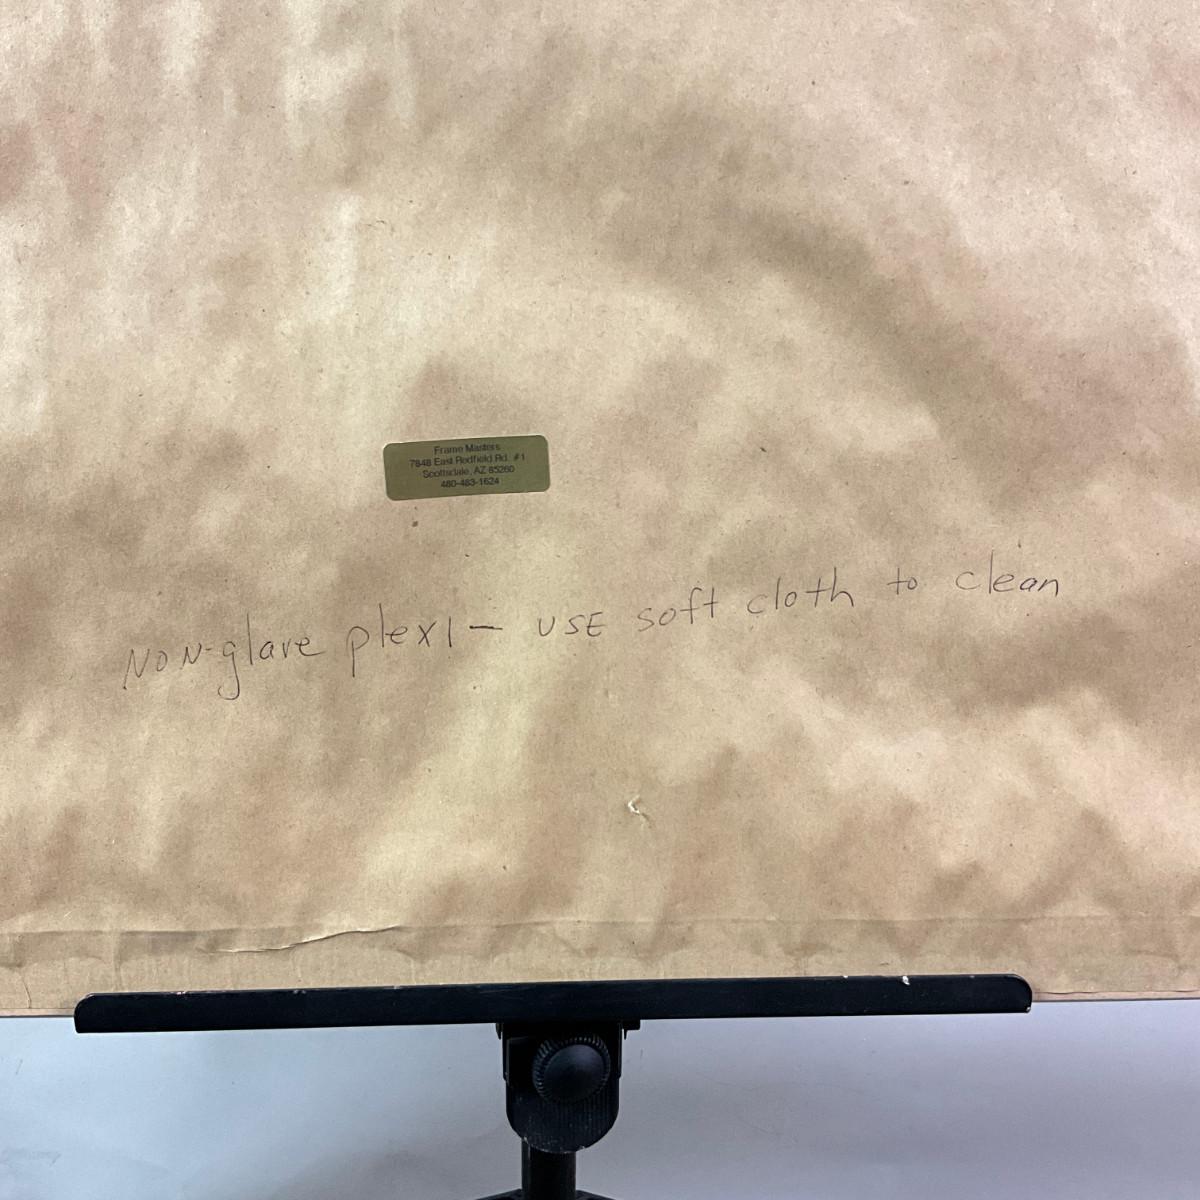 Frame Masters
7848 East Redfield Rd. #1
Scottsdale, AZ 85260
480-483-1624
NON-glare plexi - USE soft cloth to clean